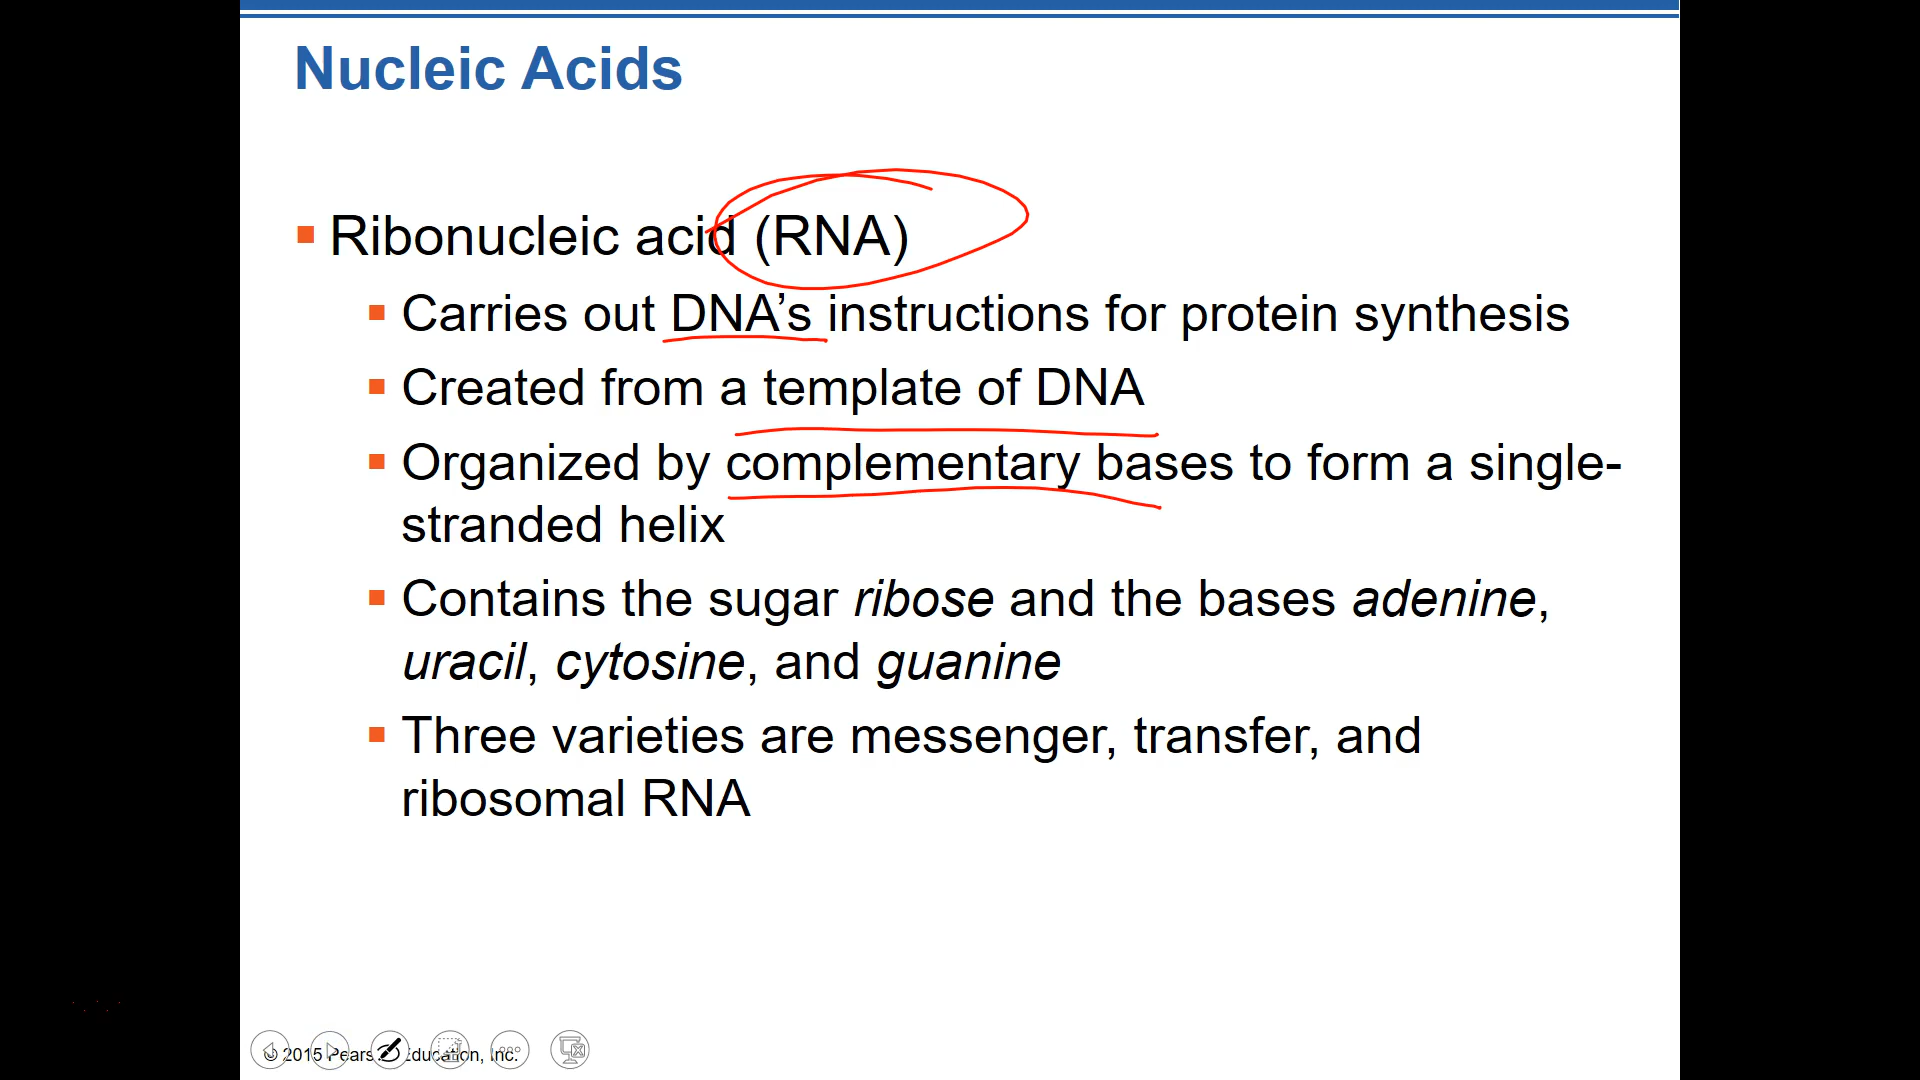 Nucleic Acids
Ribonucleic acid (RNA)
Carries out DNA’s instructions for protein synthesis
Created from a template of DNA
Organized by complementary bases to form a single-
stranded helix
Contains the sugar ribose and the bases adenine,
uracil, cytosine, and guanine
Three varieties are messenger, transfer, and
ribosomal RNA
© 2015 Pearson Education, Inc.